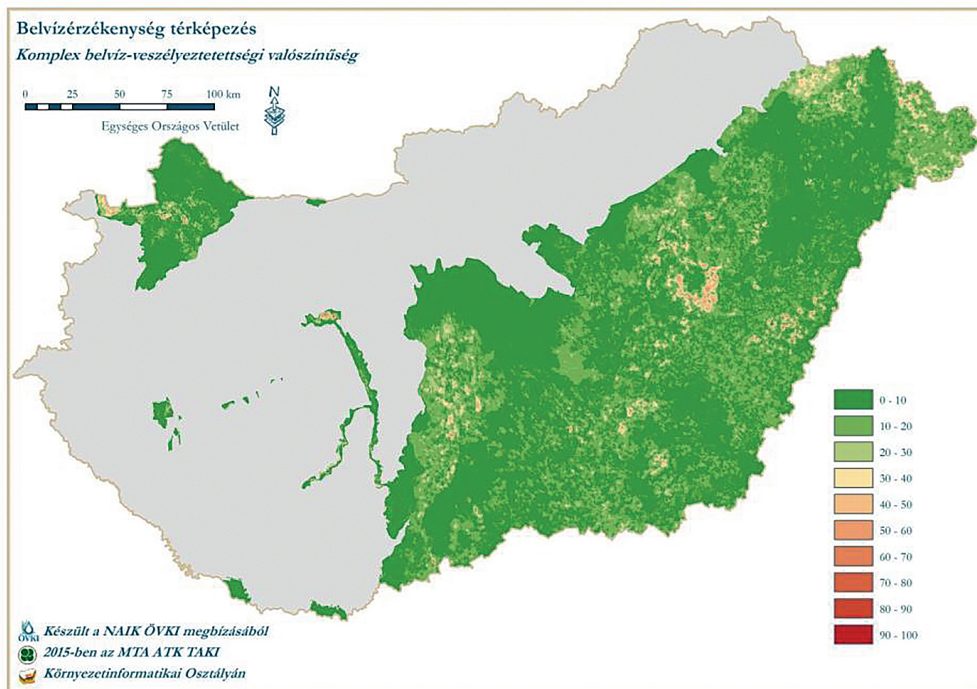 Belvízérzékenység térképezés
Komplex belvíz-veszélyeztetettségi valószínűség
0 25 50 75 100 km
N
Egységes Országos Vetület
0 - 10
10 - 20
20 - 30
30 - 40
40 - 50
50 - 60
60 - 70
70 - 80
80 - 90
90 - 100
ÖVKI
Készült a NAIK ÖVKI megbízásából
2015-ben az MTA ATK TAKI
Környezetinformatikai Osztályán